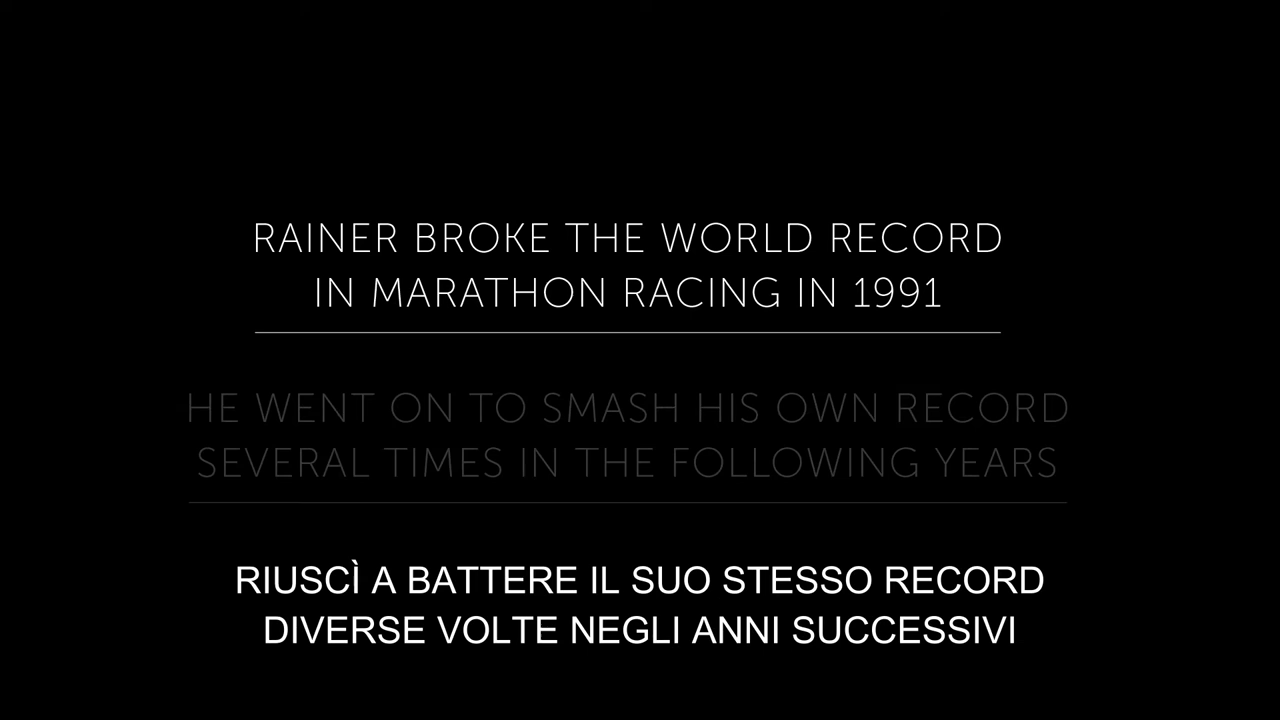 RAINER BROKE THE WORLD RECORD
IN MARATHON RACING IN 1991
HE WENT ON TO SMASH HIS OWN RECORD
SEVERAL TIMES IN THE FOLLOWING YEARS
RIUSCÌ A BATTERE IL SUO STESSO RECORD
DIVERSE VOLTE NEGLI ANNI SUCCESSIVI